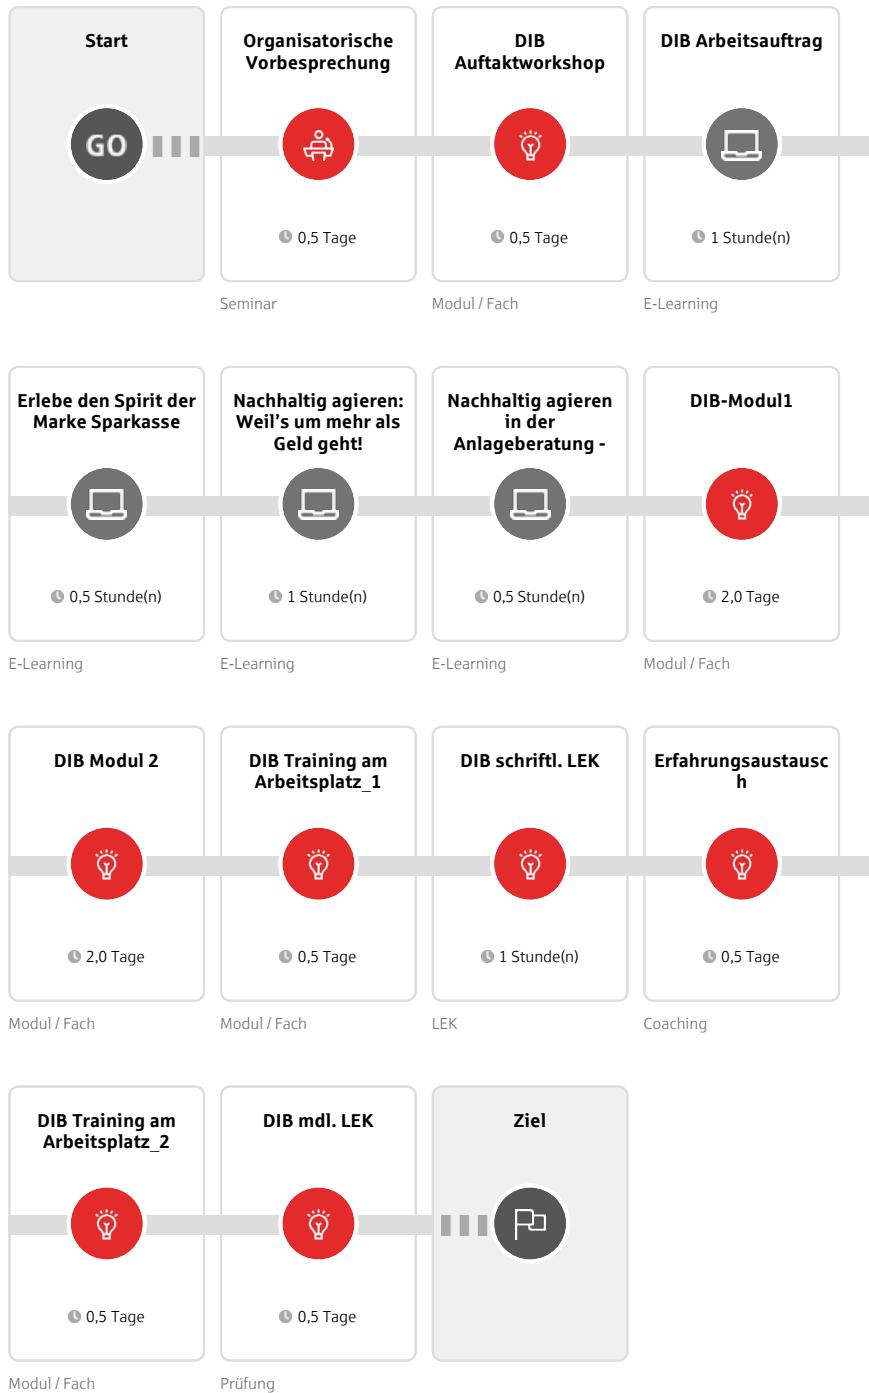 Start
GO
Organisatorische
Vorbesprechung
0,5 Tage
Seminar
DIB
Auftaktworkshop
0,5 Tage
Modul / Fach
DIB Arbeitsauftrag
1 Stunde(n)
E-Learning
Erlebe den Spirit der
Marke Sparkasse
0,5 Stunde(n)
E-Learning
Nachhaltig agieren:
Weil's um mehr als
Geld geht!
1 Stunde(n)
E-Learning
Nachhaltig agieren
in der
Anlageberatung -
0,5 Stunde(n)
E-Learning
DIB-Modul1
2,0 Tage
Modul / Fach
DIB Modul 2
2,0 Tage
Modul / Fach
DIB Training am
Arbeitsplatz_1
0,5 Tage
Modul / Fach
DIB schriftl. LEK
1 Stunde(n)
LEK
Erfahrungsaustausc
h
0,5 Tage
Coaching
DIB Training am
Arbeitsplatz_2
0,5 Tage
Modul / Fach
DIB mdl. LEK
0,5 Tage
Prüfung
Ziel